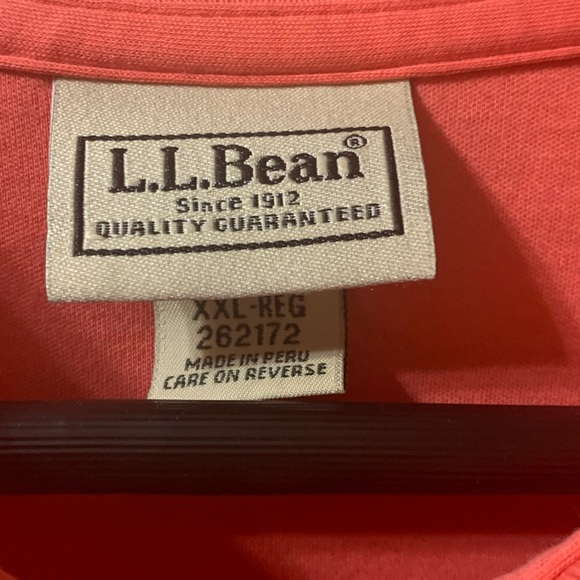 L.L.Bean®
Since 1912
QUALITY GUARANTEED
XXL-REG
262172
MADE IN PERU
CARE ON REVERSE